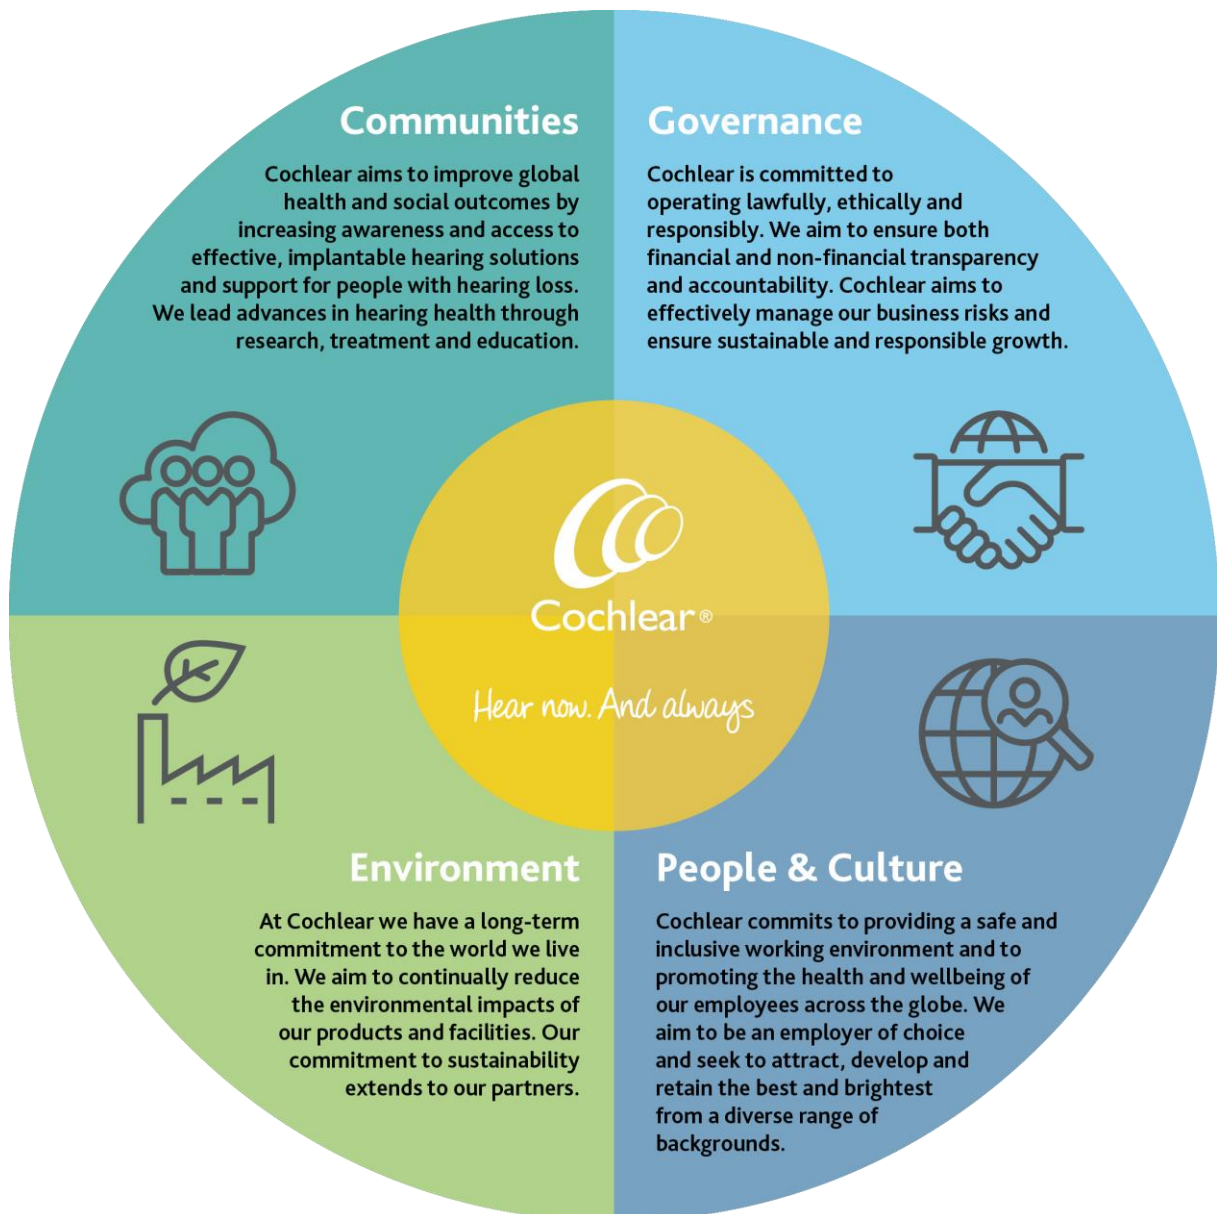 Communities
Cochlear aims to improve global
health and social outcomes by
increasing awareness and access to
effective, implantable hearing solutions
and support for people with hearing loss.
We lead advances in hearing health through
research, treatment and education.
Governance
Cochlear is committed to
operating lawfully, ethically and
responsibly. We aim to ensure both
financial and non-financial transparency
and accountability. Cochlear aims to
effectively manage our business risks and
ensure sustainable and responsible growth.
Cochlear®
Hear now. And always
Environment
At Cochlear we have a long-term
commitment to the world we live
in. We aim to continually reduce
the environmental impacts of
our products and facilities. Our
commitment to sustainability
extends to our partners.
People & Culture
Cochlear commits to providing a safe and
inclusive working environment and to
promoting the health and wellbeing of
our employees across the globe. We
aim to be an employer of choice
and seek to attract, develop and
retain the best and brightest
from a diverse range of
backgrounds.